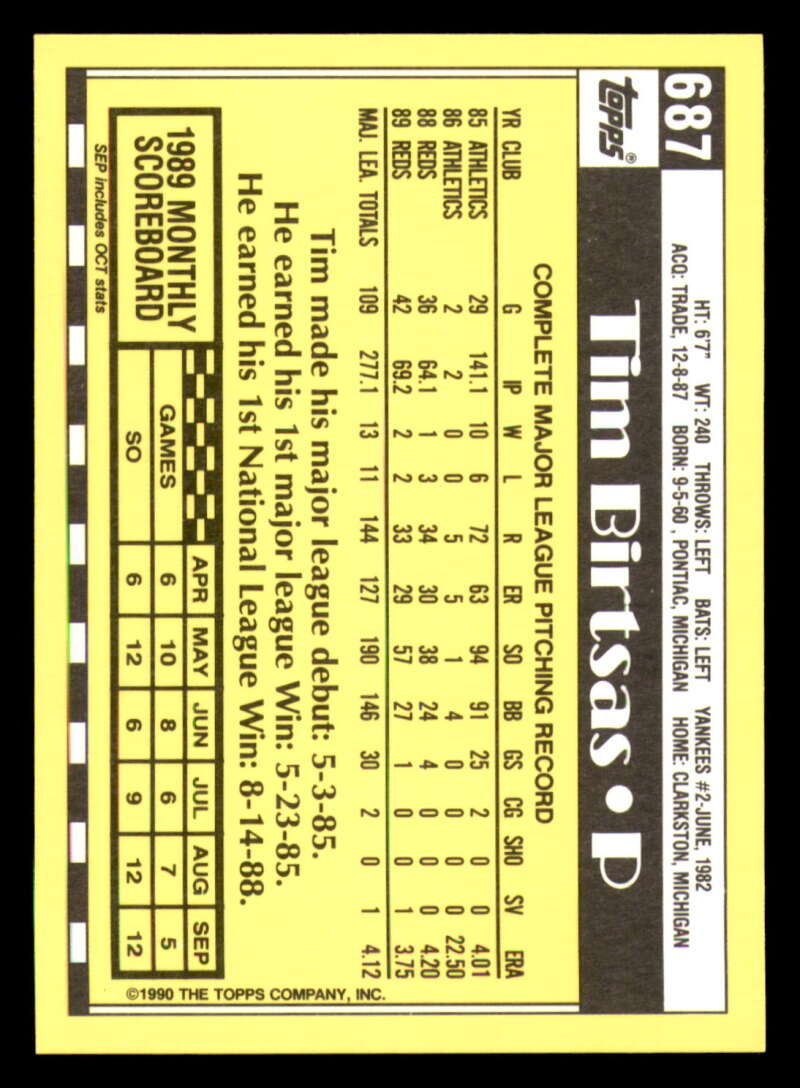 687
topps®
HT: 6'7" WT: 240 THROWS: LEFT BATS: LEFT YANKEES #2-JUNE, 1982
ACQ: TRADE, 12-8-87 BORN: 9-5-60 , PONTIAC, MICHIGAN HOME: CLARKSTON, MICHIGAN
Tim Birtsas • P
COMPLETE MAJOR LEAGUE PITCHING RECORD
YR CLUB G IP W L R ER SO BB GS CG SHO SV ERA
85 ATHLETICS 29 141.1 10 6 72 63 94 91 25 2 0 0 4.01
86 ATHLETICS 2 2 0 0 5 5 1 4 0 0 0 0 22.50
88 REDS 36 64.1 1 3 34 30 38 24 4 0 0 0 4.20
89 REDS 42 69.2 2 2 33 29 57 27 1 0 0 1 3.75
MAJ. LEA. TOTALS 109 277.1 13 11 144 127 190 146 30 2 0 1 4.12
Tim made his major league debut: 5-3-85.
He earned his 1st major league Win: 5-23-85.
He earned his 1st National League Win: 8-14-88.
1989 MONTHLY
SCOREBOARD
APR MAY JUN JUL AUG SEP
GAMES 6 10 8 6 7 5
SO 6 12 6 9 12 12
SEP includes OCT stats
©1990 THE TOPPS COMPANY, INC.